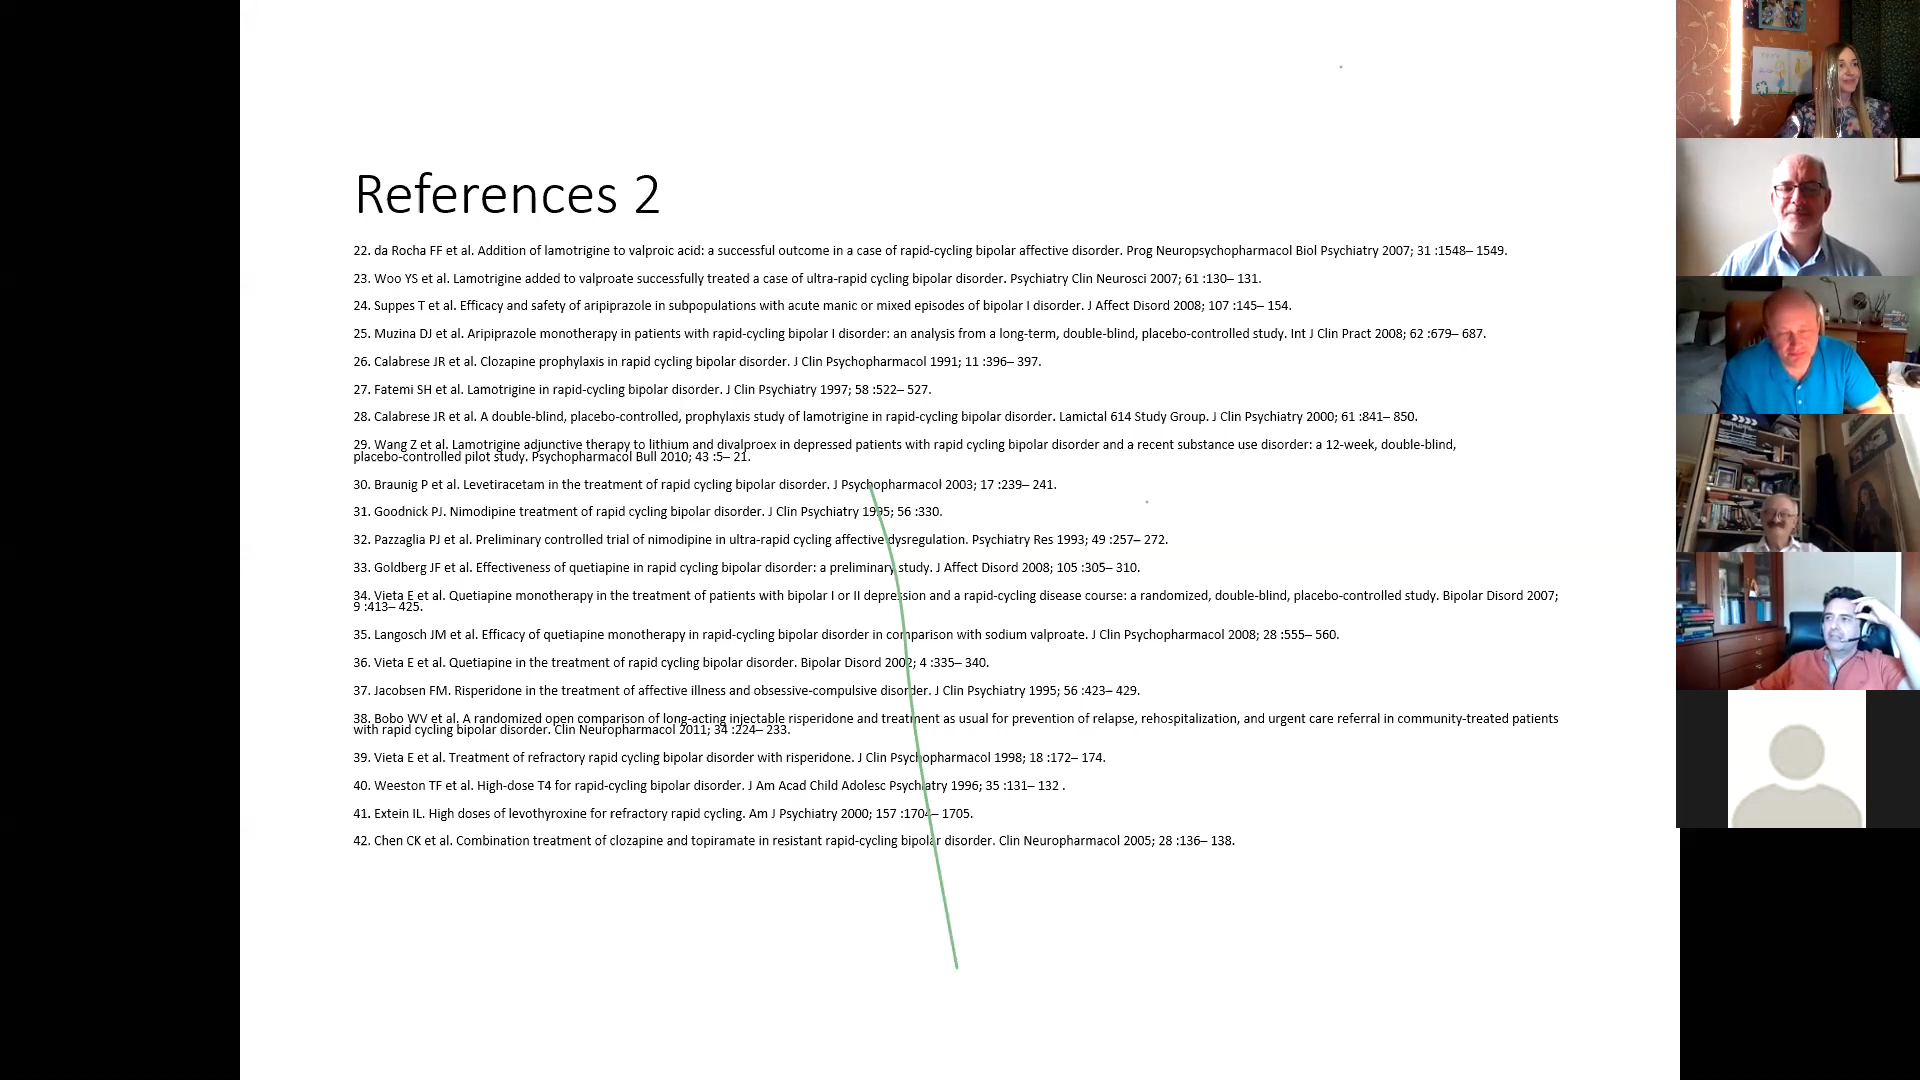 References 2
22. da Rocha FF et al. Addition of lamotrigine to valproic acid: a successful outcome in a case of rapid-cycling bipolar affective disorder. Prog Neuropsychopharmacol Biol Psychiatry 2007; 31 :1548– 1549.
23. Woo YS et al. Lamotrigine added to valproate successfully treated a case of ultra-rapid cycling bipolar disorder. Psychiatry Clin Neurosci 2007; 61 :130– 131.
24. Suppes T et al. Efficacy and safety of aripiprazole in subpopulations with acute manic or mixed episodes of bipolar I disorder. J Affect Disord 2008; 107 :145– 154.
25. Muzina DJ et al. Aripiprazole monotherapy in patients with rapid-cycling bipolar I disorder: an analysis from a long-term, double-blind, placebo-controlled study. Int J Clin Pract 2008; 62 :679– 687.
26. Calabrese JR et al. Clozapine prophylaxis in rapid cycling bipolar disorder. J Clin Psychopharmacol 1991; 11 :396– 397.
27. Fatemi SH et al. Lamotrigine in rapid-cycling bipolar disorder. J Clin Psychiatry 1997; 58 :522– 527.
28. Calabrese JR et al. A double-blind, placebo-controlled, prophylaxis study of lamotrigine in rapid-cycling bipolar disorder. Lamictal 614 Study Group. J Clin Psychiatry 2000; 61 :841– 850.
29. Wang Z et al. Lamotrigine adjunctive therapy to lithium and divalproex in depressed patients with rapid cycling bipolar disorder and a recent substance use disorder: a 12-week, double-blind,
placebo-controlled pilot study. Psychopharmacol Bull 2010; 43 :5– 21.
30. Braunig P et al. Levetiracetam in the treatment of rapid cycling bipolar disorder. J Psychopharmacol 2003; 17 :239– 241.
31. Goodnick PJ. Nimodipine treatment of rapid cycling bipolar disorder. J Clin Psychiatry 1995; 56 :330.
32. Pazzaglia PJ et al. Preliminary controlled trial of nimodipine in ultra-rapid cycling affective dysregulation. Psychiatry Res 1993; 49 :257– 272.
33. Goldberg JF et al. Effectiveness of quetiapine in rapid cycling bipolar disorder: a preliminary study. J Affect Disord 2008; 105 :305– 310.
34. Vieta E et al. Quetiapine monotherapy in the treatment of patients with bipolar I or II depression and a rapid-cycling disease course: a randomized, double-blind, placebo-controlled study. Bipolar Disord 2007;
9 :413– 425.
35. Langosch JM et al. Efficacy of quetiapine monotherapy in rapid-cycling bipolar disorder in comparison with sodium valproate. J Clin Psychopharmacol 2008; 28 :555– 560.
36. Vieta E et al. Quetiapine in the treatment of rapid cycling bipolar disorder. Bipolar Disord 2002; 4 :335– 340.
37. Jacobsen FM. Risperidone in the treatment of affective illness and obsessive-compulsive disorder. J Clin Psychiatry 1995; 56 :423– 429.
38. Bobo WV et al. A randomized open comparison of long-acting injectable risperidone and treatment as usual for prevention of relapse, rehospitalization, and urgent care referral in community-treated patients
with rapid cycling bipolar disorder. Clin Neuropharmacol 2011; 34 :224– 233.
39. Vieta E et al. Treatment of refractory rapid cycling bipolar disorder with risperidone. J Clin Psychopharmacol 1998; 18 :172– 174.
40. Weeston TF et al. High-dose T4 for rapid-cycling bipolar disorder. J Am Acad Child Adolesc Psychiatry 1996; 35 :131– 132 .
41. Extein IL. High doses of levothyroxine for refractory rapid cycling. Am J Psychiatry 2000; 157 :1704– 1705.
42. Chen CK et al. Combination treatment of clozapine and topiramate in resistant rapid-cycling bipolar disorder. Clin Neuropharmacol 2005; 28 :136– 138.